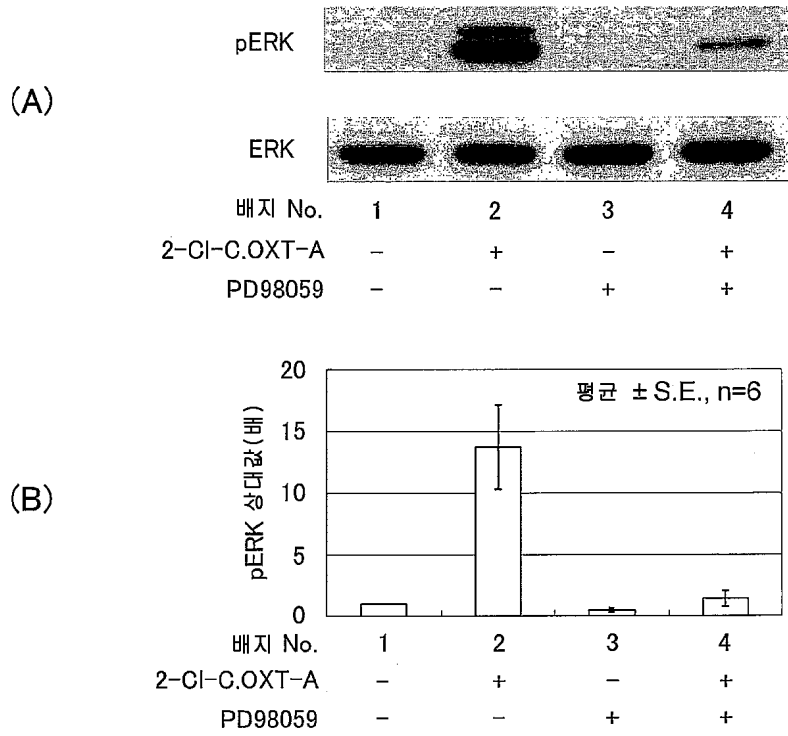 (A)
pERK
ERK
배지 No. 1 2 3 4
2-Cl-C.OXT-A − + − +
PD98059 − − + +
(B)
pERK 상대값(배)
20
15
10
5
0
평균 ± S.E., n=6
배지 No. 1 2 3 4
2-Cl-C.OXT-A − + − +
PD98059 − − + +